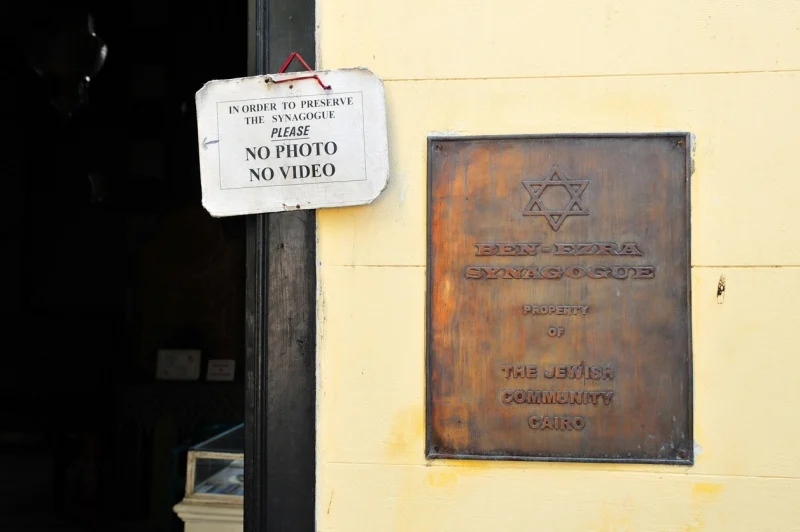 IN ORDER TO PRESERVE
THE SYNAGOGUE
PLEASE
NO PHOTO
NO VIDEO
BEN-EZRA
SYNAGOGUE
PROPERTY
OF
THE JEWISH
COMMUNITY
CAIRO